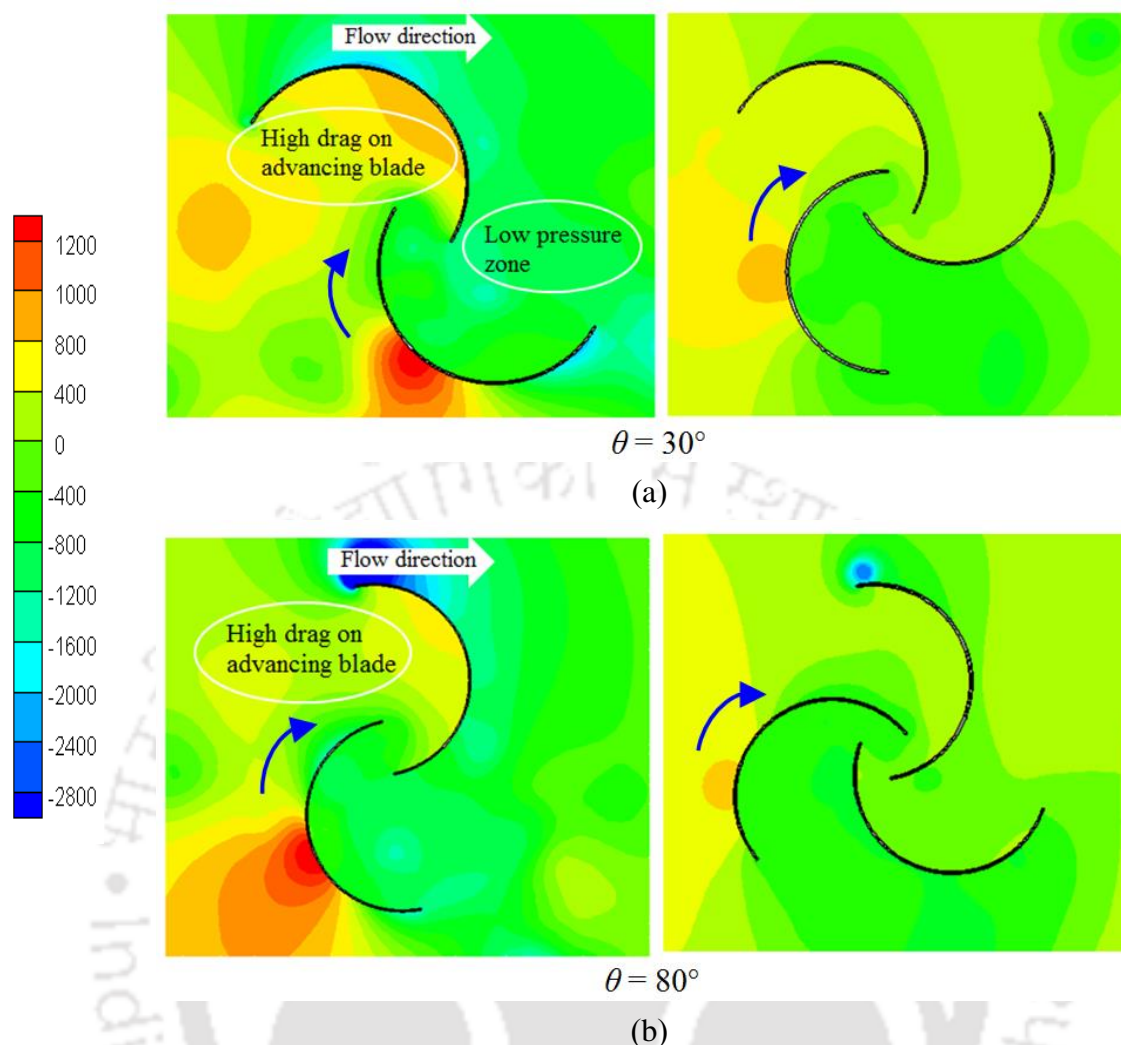 Flow direction
High drag on
advancing blade
Low pressure
zone
1200
1000
800
400
0
-400
-800
-1200
-1600
-2000
-2400
-2800
θ = 30°
(a)
Flow direction
High drag on
advancing blade
θ = 80°
(b)